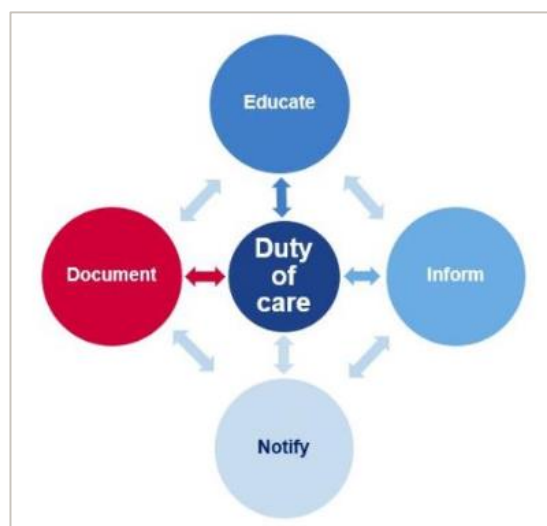 Educate
Document
Duty
of
care
Inform
Notify